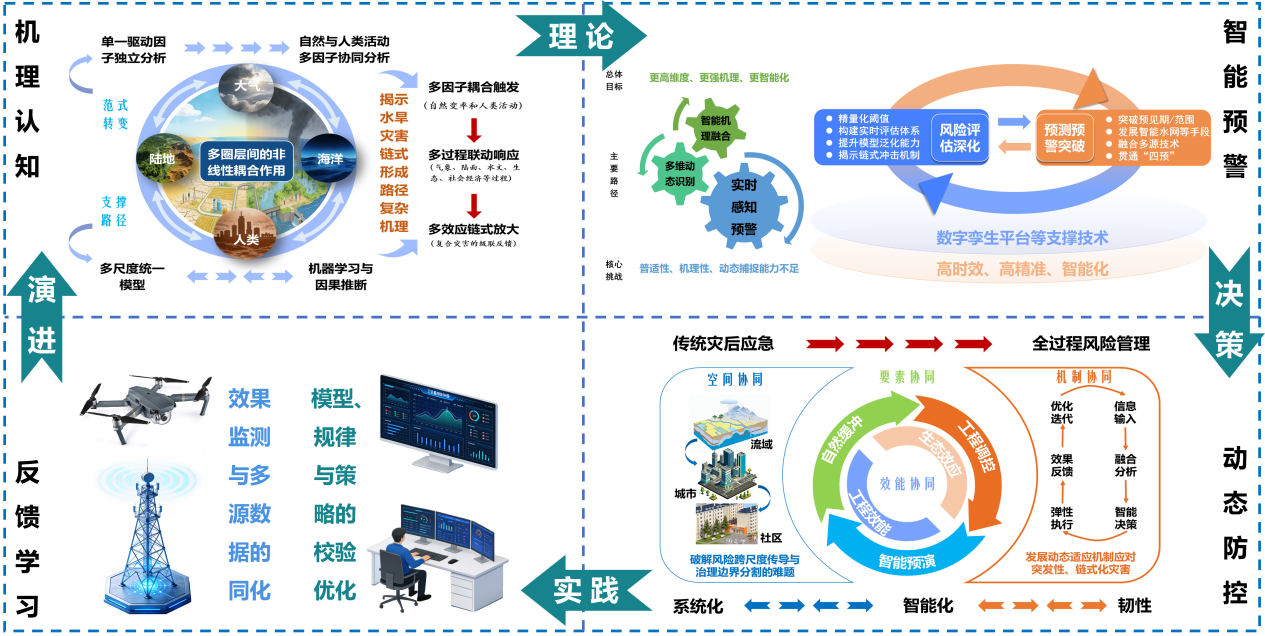 机理认知
单一驱动因
子独立分析
自然与人类活动
多因子协同分析
范式
转变
支撑
路径
大气
陆地
海洋
人类
多圈层间的非
线性耦合作用
多尺度统一
模型
机器学习与
因果推断
揭示
水旱
灾害
链式
形成
路径
复杂
机理
多因子耦合触发
(自然变率和人类活动)
多过程联动响应
(气象、陆面、水文、生
态、社会经济等过程)
多效应链式放大
(复合灾害的级联反馈)
理论
智能预警
总体
目标
更高维度、更强机理、更智能化
主要路径
智能机
理融合
多维动
态识别
实时
感知
预警
核心
挑战
普适性、机理性、动态捕捉能力不足
精量化阈值
构建实时评估体系
提升模型泛化能力
揭示链式冲击机制
风险评
估深化
预测预
警突破
突破预见期/范围
发展智能水网等手段
融合多源技术
贯通“四预”
数字孪生平台等支撑技术
高时效、高精准、智能化
决策
动态防控
传统灾后应急
全过程风险管理
空间协同
流域
城市
社区
破解风险跨尺度传导与
治理边界分割的难题
要素协同
自然缓冲
工程调控
智能预演
生态效应
工程效能
效能协同
机制协同
优化
迭代
信息
输入
效果
反馈
融合
分析
弹性
执行
智能
决策
发展动态适应机制应对
突发性、链式化灾害
系统化
智能化
韧性
实践
反馈学习
效果
监测
与多
源数
据的
同化
模型、
规律
与策
略的
校验
优化
演进